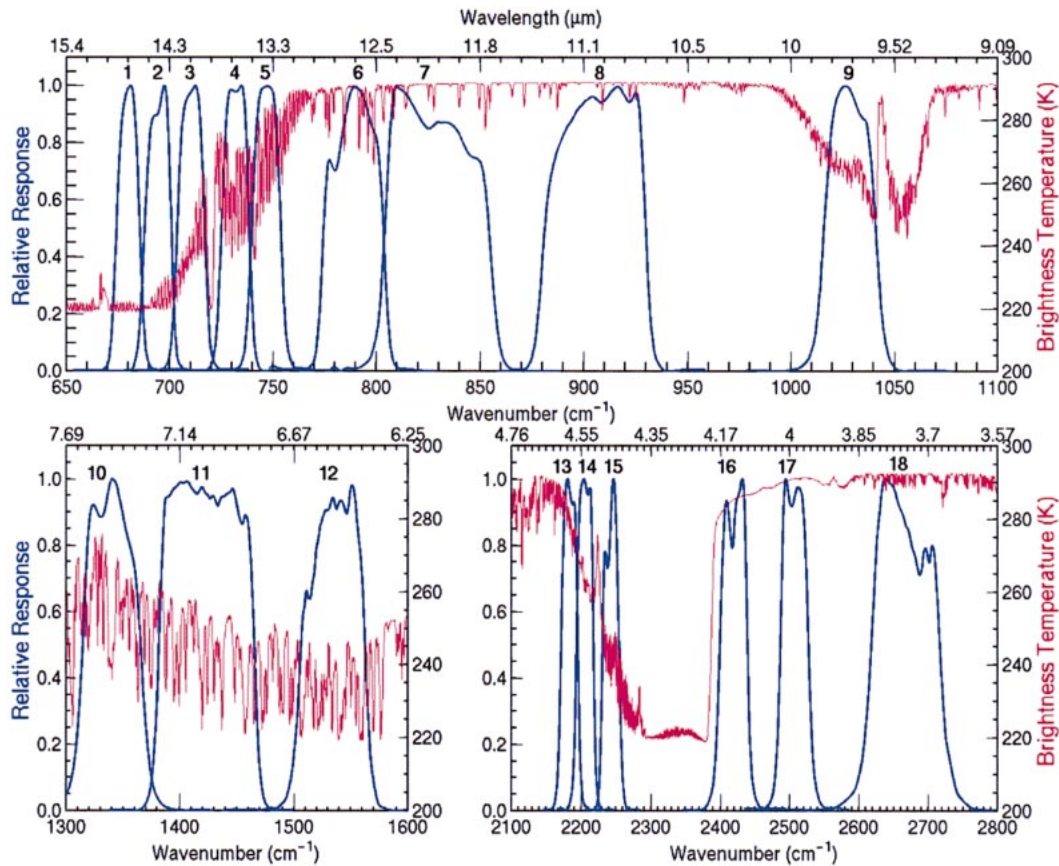 Wavelength (μm)
15.4 14.3 13.3 12.5 11.8 11.1 10.5 10 9.52 9.09
1 2 3 4 5 6 7 8 9
Relative Response
1.0
0.8
0.6
0.4
0.2
0.0
300
280
260
240
220
200
Brightness Temperature (K)
650 700 750 800 850 900 950 1000 1050 1100
Wavenumber (cm⁻¹)
7.69 7.14 6.67 6.25
10 11 12
Relative Response
1.0
0.8
0.6
0.4
0.2
0.0
300
280
260
240
220
200
1300 1400 1500 1600
Wavenumber (cm⁻¹)
4.76 4.55 4.35 4.17 4 3.85 3.7 3.57
13 14 15 16 17 18
1.0
0.8
0.6
0.4
0.2
0.0
300
280
260
240
220
200
Brightness Temperature (K)
2100 2200 2300 2400 2500 2600 2700 2800
Wavenumber (cm⁻¹)